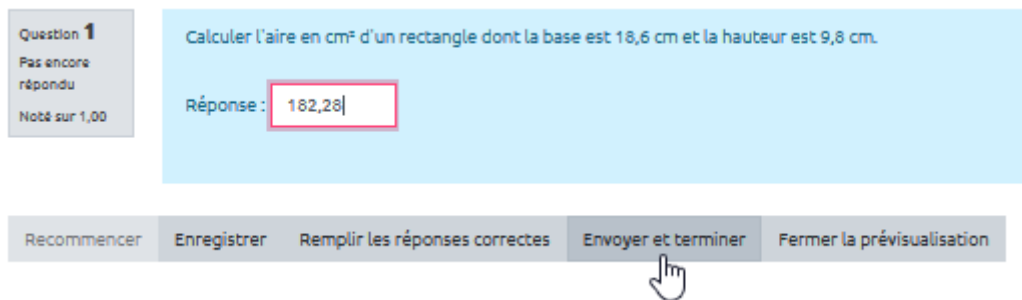 Question 1
Pas encore
répondu
Noté sur 1,00
Calculer l'aire en cm² d'un rectangle dont la base est 18,6 cm et la hauteur est 9,8 cm.
Réponse : 182,28
Recommencer Enregistrer Remplir les réponses correctes Envoyer et terminer Fermer la prévisualisation